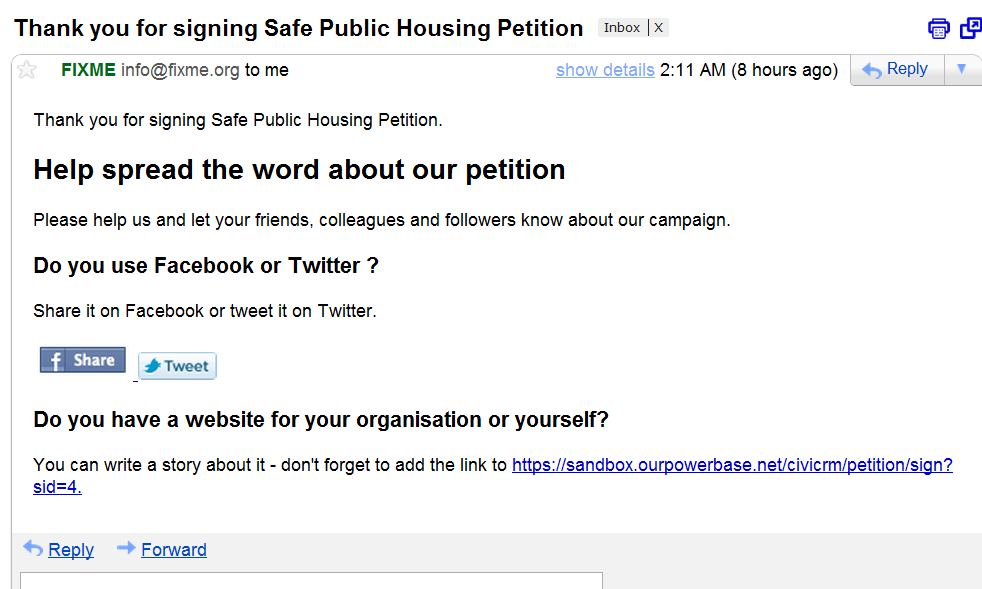 Thank you for signing Safe Public Housing Petition Inbox X
FIXME info@fixme.org to me show details 2:11 AM (8 hours ago) Reply
Thank you for signing Safe Public Housing Petition.
Help spread the word about our petition
Please help us and let your friends, colleagues and followers know about our campaign.
Do you use Facebook or Twitter ?
Share it on Facebook or tweet it on Twitter.
f Share Tweet
Do you have a website for your organisation or yourself?
You can write a story about it - don't forget to add the link to https://sandbox.ourpowerbase.net/civicrm/petition/sign?
sid=4.
Reply Forward